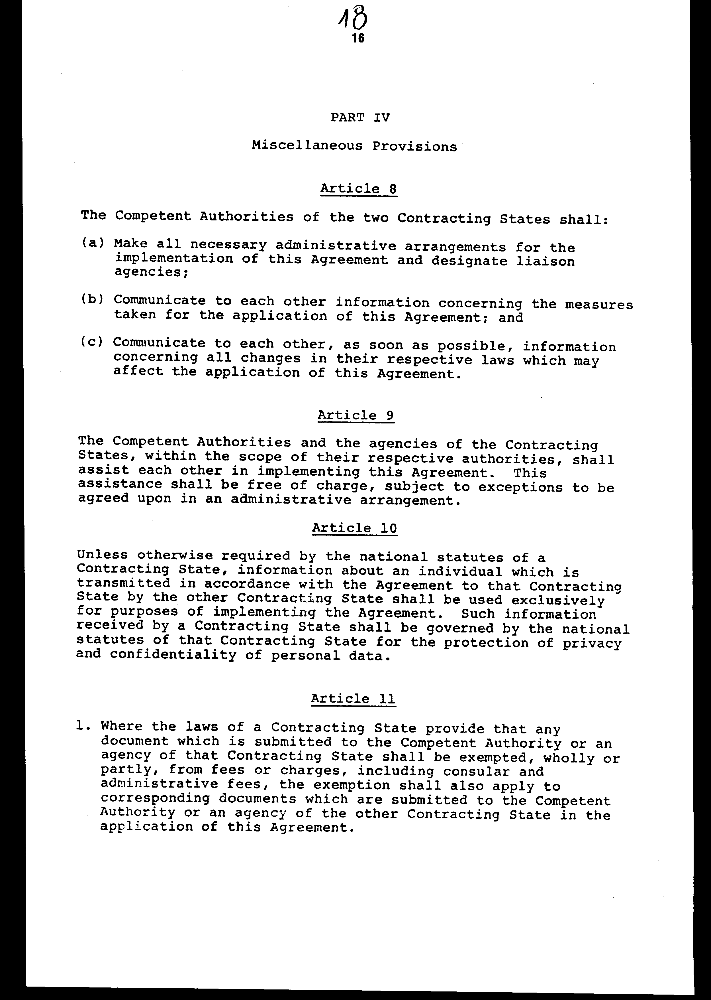 18
16
PART IV
Miscellaneous Provisions
Article 8
The Competent Authorities of the two Contracting States shall:
(a) Make all necessary administrative arrangements for the
implementation of this Agreement and designate liaison
agencies;
(b) Communicate to each other information concerning the measures
taken for the application of this Agreement; and
(c) Communicate to each other, as soon as possible, information
concerning all changes in their respective laws which may
affect the application of this Agreement.
Article 9
The Competent Authorities and the agencies of the Contracting
States, within the scope of their respective authorities, shall
assist each other in implementing this Agreement. This
assistance shall be free of charge, subject to exceptions to be
agreed upon in an administrative arrangement.
Article 10
Unless otherwise required by the national statutes of a
Contracting State, information about an individual which is
transmitted in accordance with the Agreement to that Contracting
State by the other Contracting State shall be used exclusively
for purposes of implementing the Agreement. Such information
received by a Contracting State shall be governed by the national
statutes of that Contracting State for the protection of privacy
and confidentiality of personal data.
Article 11
1. Where the laws of a Contracting State provide that any
document which is submitted to the Competent Authority or an
agency of that Contracting State shall be exempted, wholly or
partly, from fees or charges, including consular and
administrative fees, the exemption shall also apply to
corresponding documents which are submitted to the Competent
Authority or an agency of the other Contracting State in the
application of this Agreement.